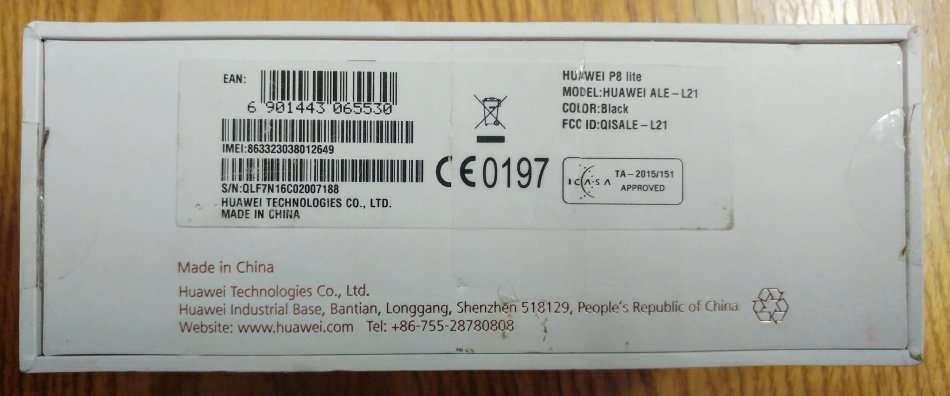 EAN:
6 901443 065530
IMEI:863323038012649
S/N:QLF7N16C02007188
HUAWEI TECHNOLOGIES CO., LTD.
MADE IN CHINA
HUAWEI P8 lite
MODEL:HUAWEI ALE-L21
COLOR:Black
FCC ID:QISALE-L21
CE0197
ICASA
TA-2015/151
APPROVED
Made in China
Huawei Technologies Co., Ltd.
Huawei Industrial Base, Bantian, Longgang, Shenzhen 518129, People's Republic of China
Website: www.huawei.com Tel: +86-755-28780808